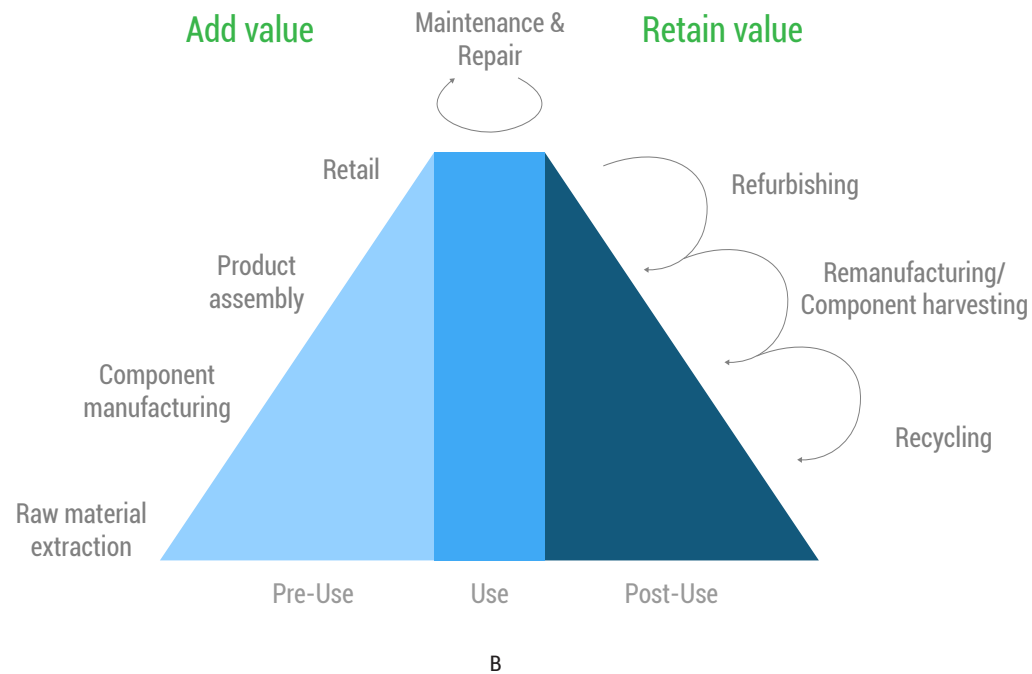 Add value
Maintenance &
Repair
Retain value
Retail
Refurbishing
Product
assembly
Remanufacturing/
Component harvesting
Component
manufacturing
Recycling
Raw material
extraction
Pre-Use
Use
Post-Use
B